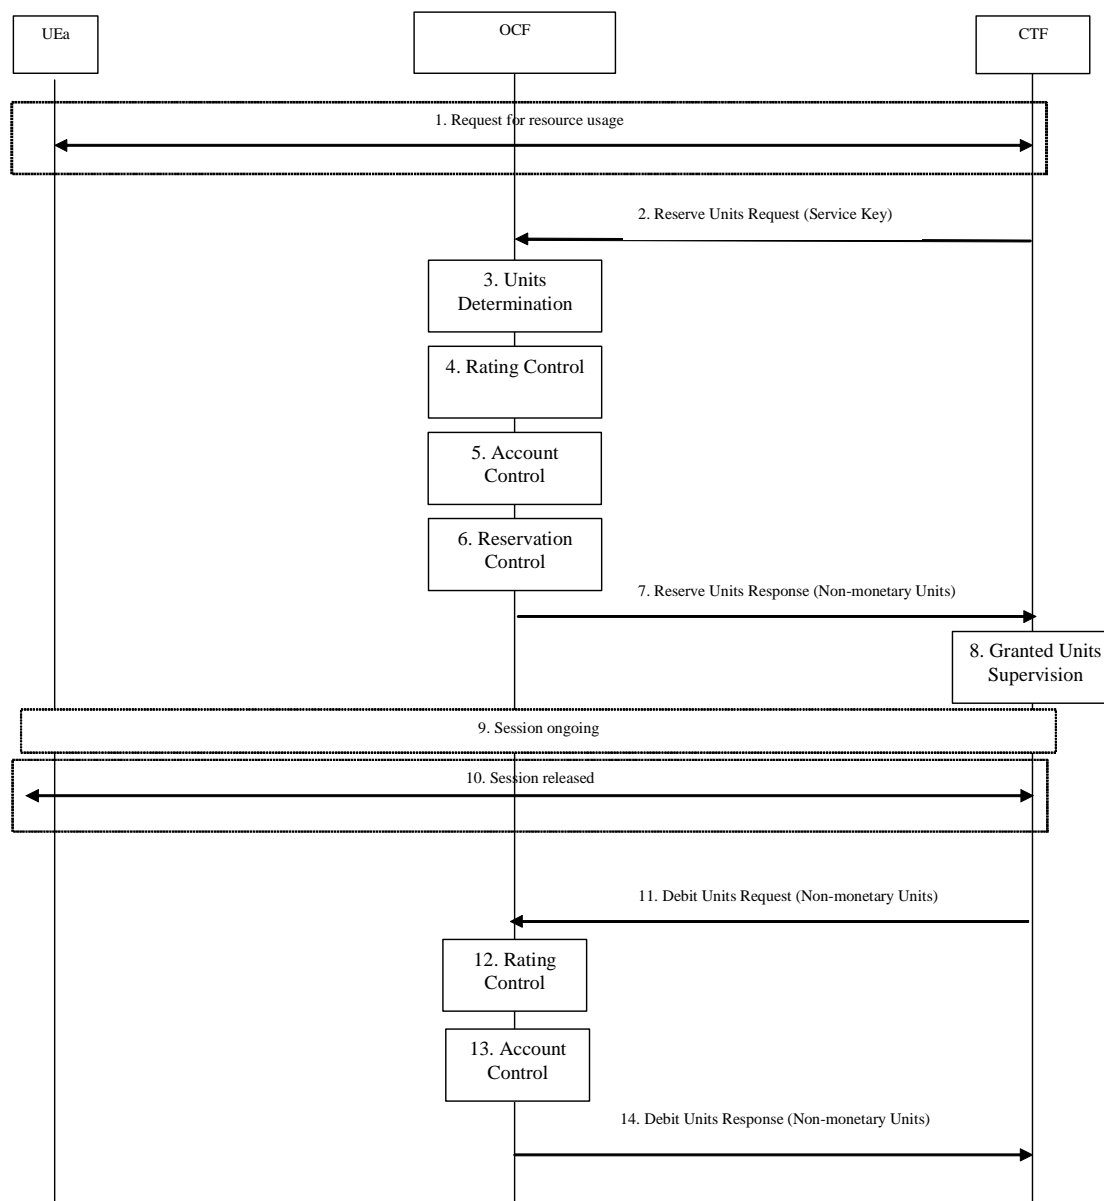 UEa
OCF
CTF
1. Request for resource usage
2. Reserve Units Request (Service Key)
3. Units
Determination
4. Rating Control
5. Account
Control
6. Reservation
Control
7. Reserve Units Response (Non-monetary Units)
8. Granted Units
Supervision
9. Session ongoing
10. Session released
11. Debit Units Request (Non-monetary Units)
12. Rating
Control
13. Account
Control
14. Debit Units Response (Non-monetary Units)